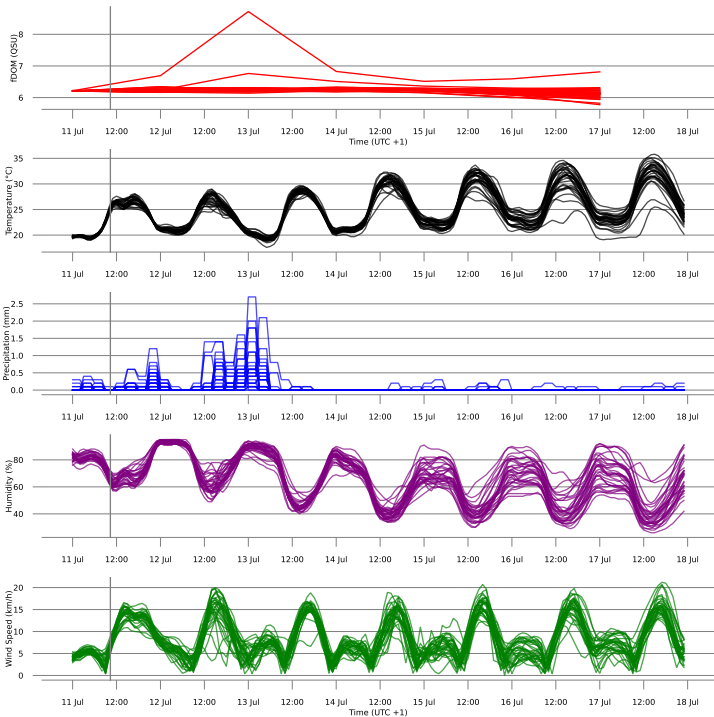 fDOM (QSU)
8
7
6
11 Jul 12:00 12 Jul 12:00 13 Jul 12:00 14 Jul 12:00 15 Jul 12:00 16 Jul 12:00 17 Jul 12:00 18 Jul
Time (UTC +1)
Temperature (°C)
35
30
25
20
11 Jul 12:00 12 Jul 12:00 13 Jul 12:00 14 Jul 12:00 15 Jul 12:00 16 Jul 12:00 17 Jul 12:00 18 Jul
Precipitation (mm)
2.5
2.0
1.5
1.0
0.5
0.0
11 Jul 12:00 12 Jul 12:00 13 Jul 12:00 14 Jul 12:00 15 Jul 12:00 16 Jul 12:00 17 Jul 12:00 18 Jul
Humidity (%)
80
60
40
11 Jul 12:00 12 Jul 12:00 13 Jul 12:00 14 Jul 12:00 15 Jul 12:00 16 Jul 12:00 17 Jul 12:00 18 Jul
Wind Speed (km/h)
20
15
10
5
0
11 Jul 12:00 12 Jul 12:00 13 Jul 12:00 14 Jul 12:00 15 Jul 12:00 16 Jul 12:00 17 Jul 12:00 18 Jul
Time (UTC +1)